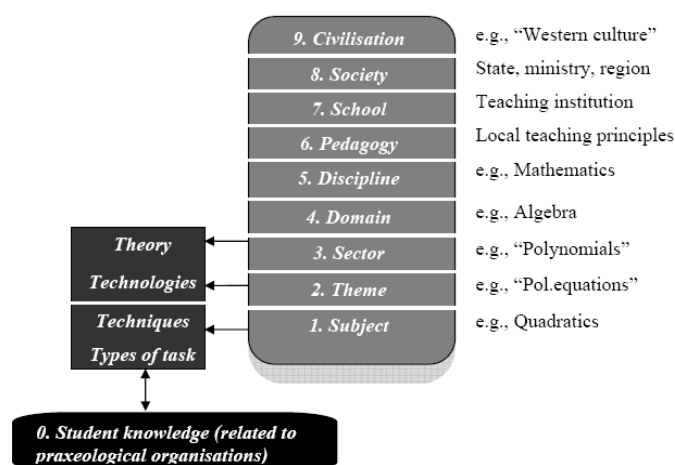 9. Civilisation
e.g., “Western culture”
8. Society
State, ministry, region
7. School
Teaching institution
6. Pedagogy
Local teaching principles
5. Discipline
e.g., Mathematics
4. Domain
e.g., Algebra
Theory
3. Sector
e.g., “Polynomials”
Technologies
2. Theme
e.g., “Pol.equations”
Techniques
1. Subject
e.g., Quadratics
Types of task
0. Student knowledge (related to
praxeological organisations)